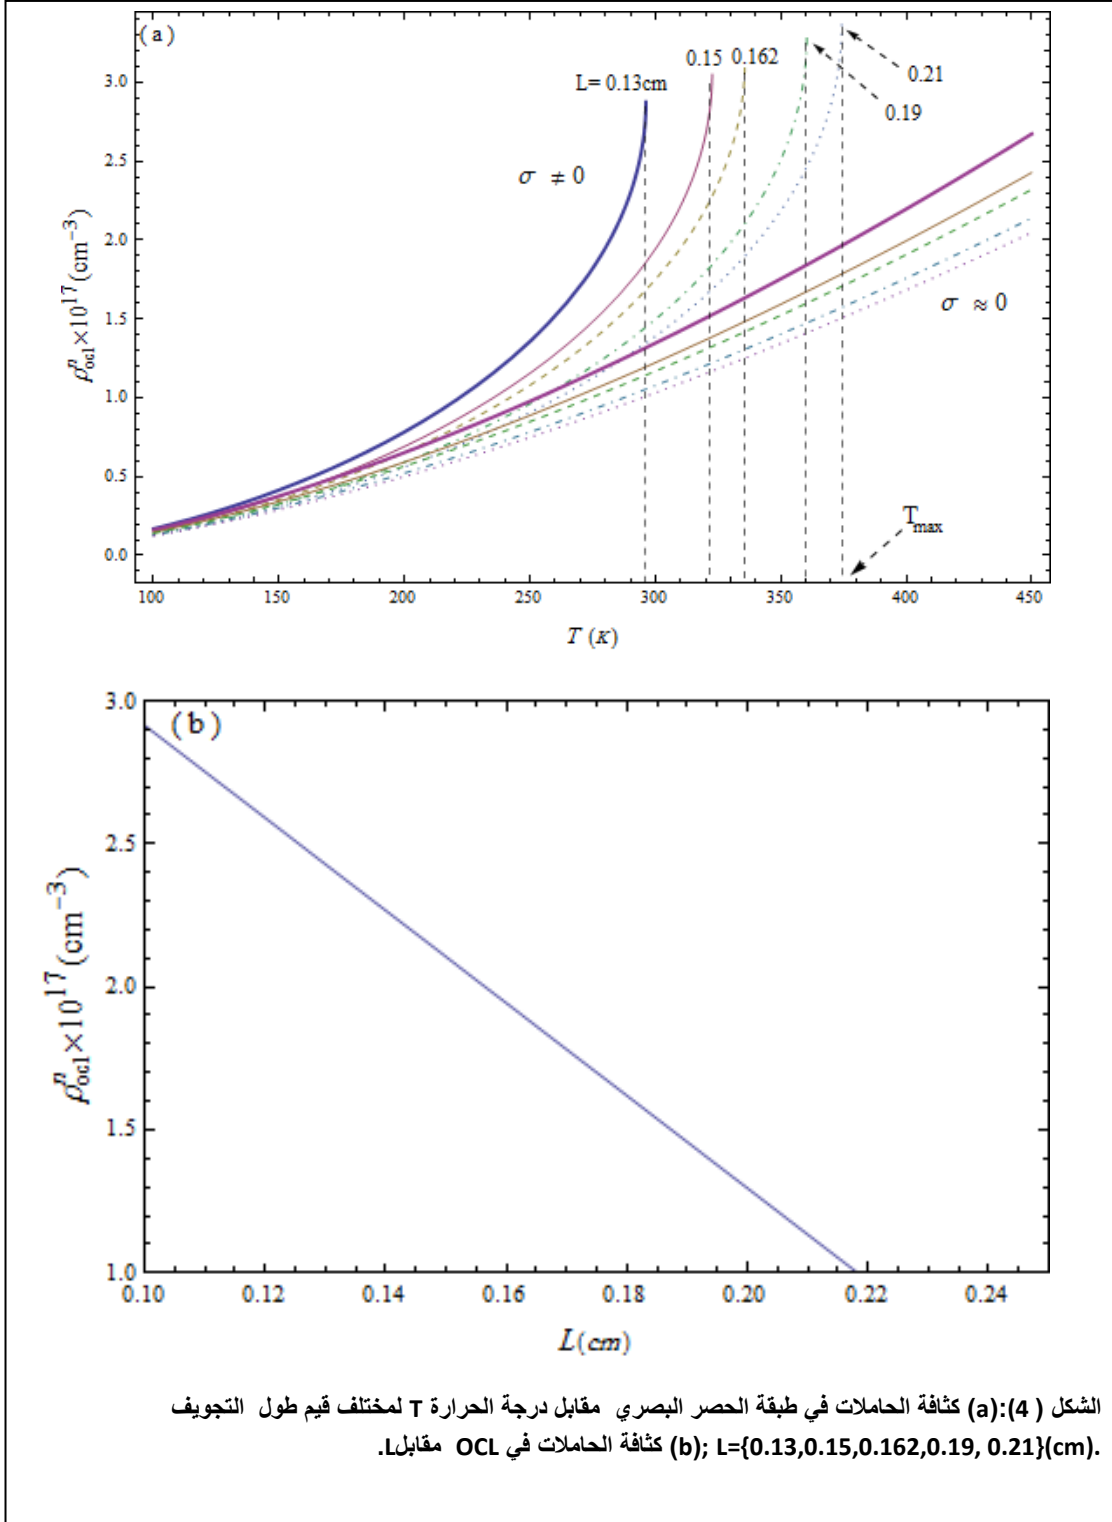 (a)
L= 0.13cm
0.15 0.162
0.21
0.19
σ ≠ 0
σ ≈ 0
T_max
ρ^n_ocl×10^17(cm^−3)
3.0
2.5
2.0
1.5
1.0
0.5
0.0
100 150 200 250 300 350 400 450
T (K)
(b)
ρ^n_ocl×10^17(cm^−3)
3.0
2.5
2.0
1.5
1.0
0.10 0.12 0.14 0.16 0.18 0.20 0.22 0.24
L(cm)
الشكل ( 4):(a) كثافة الحاملات في طبقة الحصر البصري مقابل درجة الحرارة T لمختلف قيم طول التجويف
L={0.13,0.15,0.162,0.19, 0.21}(cm). ;(b) كثافة الحاملات في OCL مقابلL.